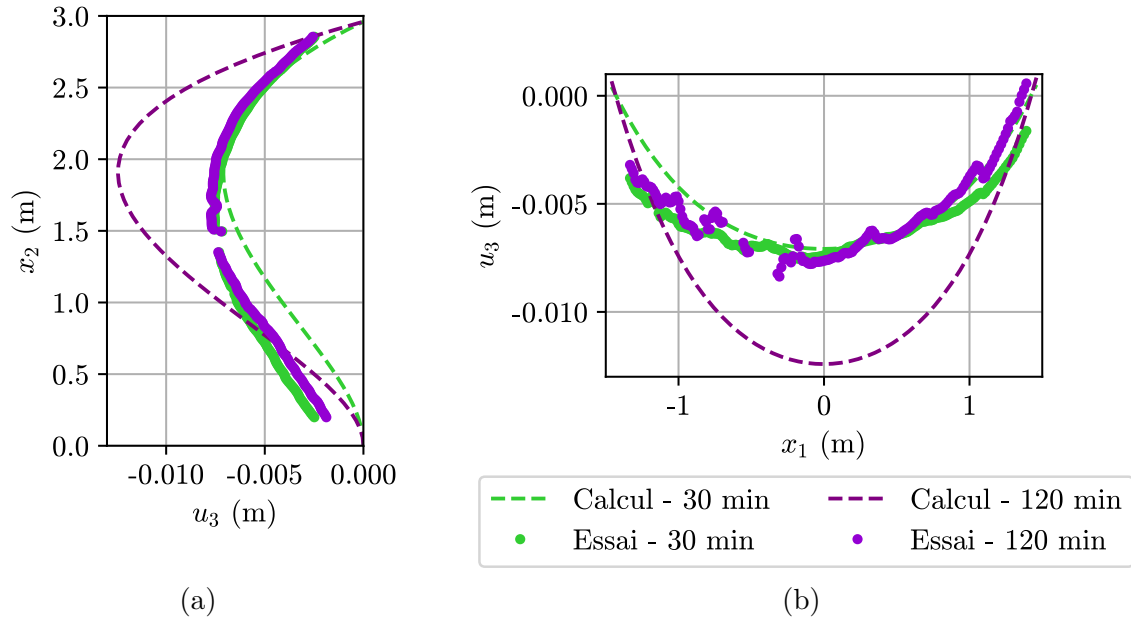 3.0
2.5
2.0
1.5
1.0
0.5
0.0
x₂ (m)
-0.010 -0.005 0.000
u₃ (m)
(a)
0.000
-0.005
-0.010
u₃ (m)
-1 0 1
x₁ (m)
Calcul - 30 min Calcul - 120 min
Essai - 30 min Essai - 120 min
(b)